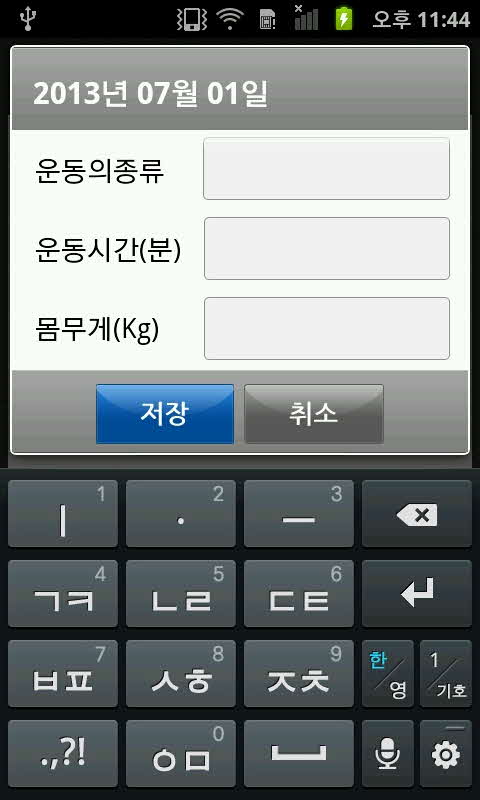 오후 11:44
2013년 07월 01일
운동의종류
운동시간(분)
몸무게(Kg)
저장 취소
ㅣ 1 · 2 ㅡ 3
ㄱㅋ 4 ㄴㄹ 5 ㄷㅌ 6
ㅂㅍ 7 ㅅㅎ 8 ㅈㅊ 9 한/영 1/기호
.,?! ㅇㅁ 0